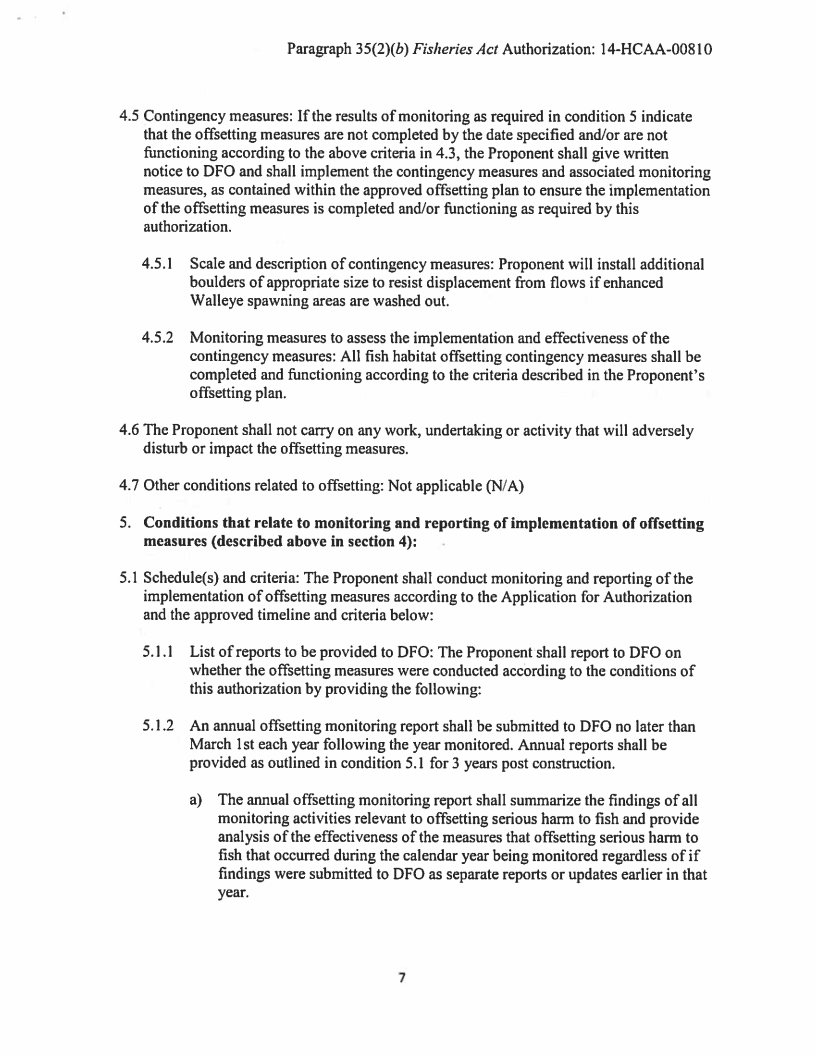 Paragraph 35(2)(b) Fisheries Act Authorization: 14-HCAA-00810
4.5 Contingency measures: If the results of monitoring as required in condition 5 indicate
that the offsetting measures are not completed by the date specified and/or are not
functioning according to the above criteria in 4.3, the Proponent shall give written
notice to DFO and shall implement the contingency measures and associated monitoring
measures, as contained within the approved offsetting plan to ensure the implementation
of the offsetting measures is completed and/or functioning as required by this
authorization.
4.5.1 Scale and description of contingency measures: Proponent will install additional
boulders of appropriate size to resist displacement from flows if enhanced
Walleye spawning areas are washed out.
4.5.2 Monitoring measures to assess the implementation and effectiveness of the
contingency measures: All fish habitat offsetting contingency measures shall be
completed and functioning according to the criteria described in the Proponent's
offsetting plan.
4.6 The Proponent shall not carry on any work, undertaking or activity that will adversely
disturb or impact the offsetting measures.
4.7 Other conditions related to offsetting: Not applicable (N/A)
5. Conditions that relate to monitoring and reporting of implementation of offsetting
measures (described above in section 4):
5.1 Schedule(s) and criteria: The Proponent shall conduct monitoring and reporting of the
implementation of offsetting measures according to the Application for Authorization
and the approved timeline and criteria below:
5.1.1 List of reports to be provided to DFO: The Proponent shall report to DFO on
whether the offsetting measures were conducted according to the conditions of
this authorization by providing the following:
5.1.2 An annual offsetting monitoring report shall be submitted to DFO no later than
March 1st each year following the year monitored. Annual reports shall be
provided as outlined in condition 5.1 for 3 years post construction.
a) The annual offsetting monitoring report shall summarize the findings of all
monitoring activities relevant to offsetting serious harm to fish and provide
analysis of the effectiveness of the measures that offsetting serious harm to
fish that occurred during the calendar year being monitored regardless of if
findings were submitted to DFO as separate reports or updates earlier in that
year.
7